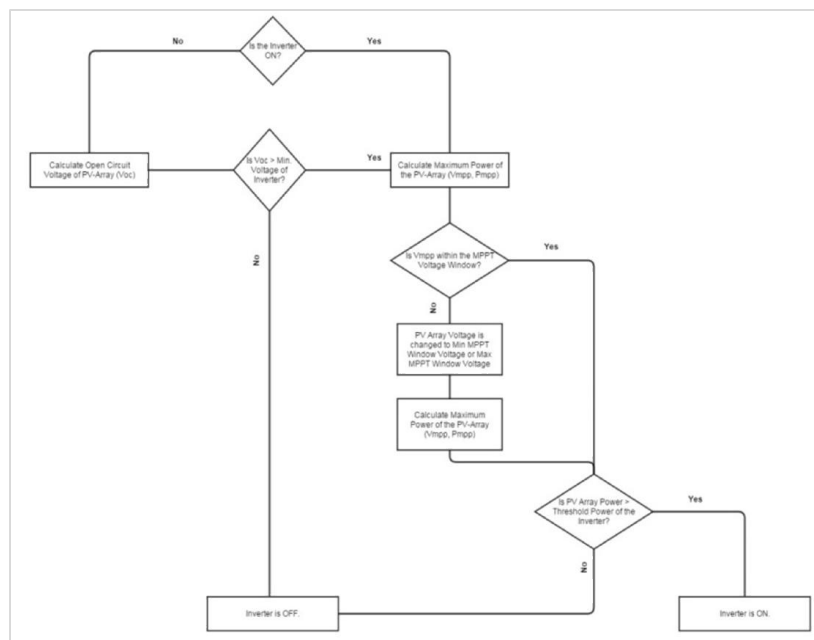 No
Is the Inverter
ON?
Yes
Calculate Open Circuit
Voltage of PV-Array (Voc)
Is Voc > Min.
Voltage of
Inverter?
Yes
Calculate Maximum Power of
the PV-Array (Vmpp, Pmpp)
No
Is Vmpp within the MPPT
Voltage Window?
Yes
No
PV Array Voltage is
changed to Min MPPT
Window Voltage or Max
MPPT Window Voltage
Calculate Maximum
Power of the PV-Array
(Vmpp, Pmpp)
Is PV Array Power >
Threshold Power of the
Inverter?
Yes
No
Inverter is OFF.
Inverter is ON.